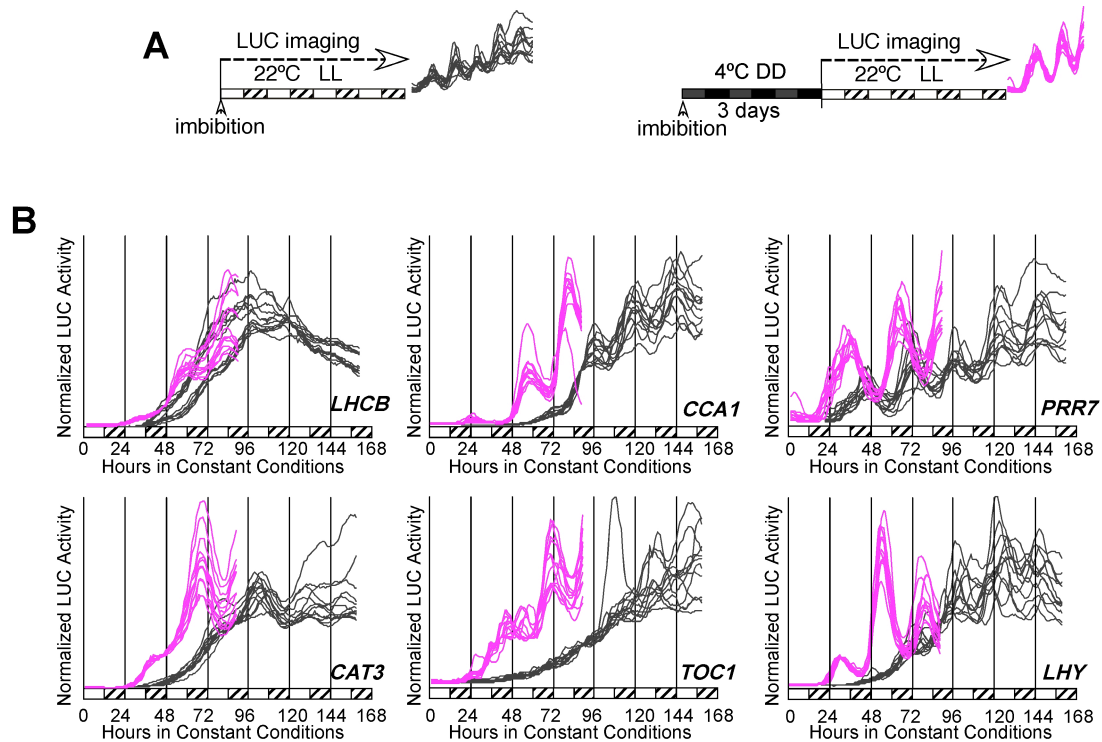 A
LUC imaging
22ºC LL
imbibition
LUC imaging
4ºC DD
22ºC LL
3 days
imbibition
B
Normalized LUC Activity
LHCB
0 24 48 72 96 120 144 168
Hours in Constant Conditions
Normalized LUC Activity
CCA1
0 24 48 72 96 120 144 168
Hours in Constant Conditions
Normalized LUC Activity
PRR7
0 24 48 72 96 120 144 168
Hours in Constant Conditions
Normalized LUC Activity
CAT3
0 24 48 72 96 120 144 168
Hours in Constant Conditions
Normalized LUC Activity
TOC1
0 24 48 72 96 120 144 168
Hours in Constant Conditions
Normalized LUC Activity
LHY
0 24 48 72 96 120 144 168
Hours in Constant Conditions